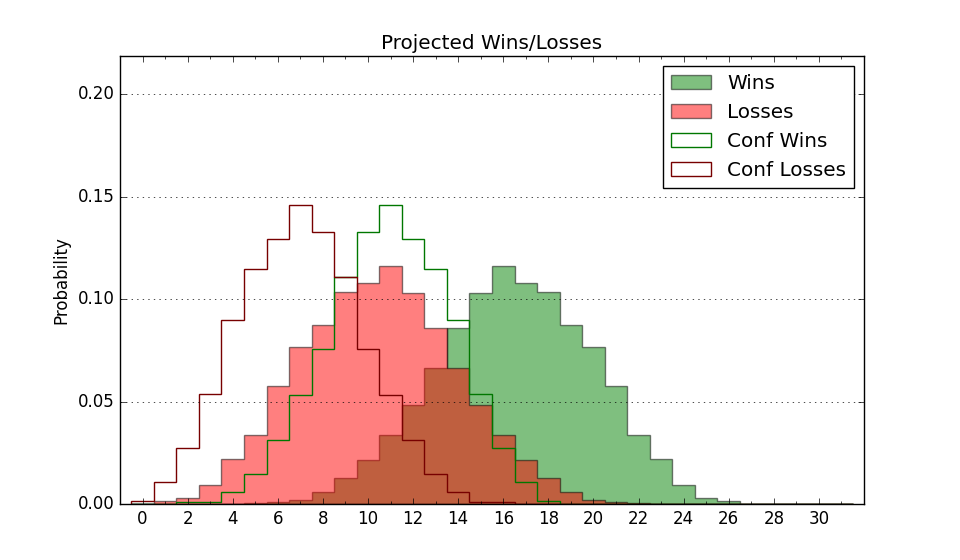 Projected Wins/Losses
Wins
Losses
Conf Wins
Conf Losses
0.20
0.15
0.10
0.05
0.00
Probability
0 2 4 6 8 10 12 14 16 18 20 22 24 26 28 30